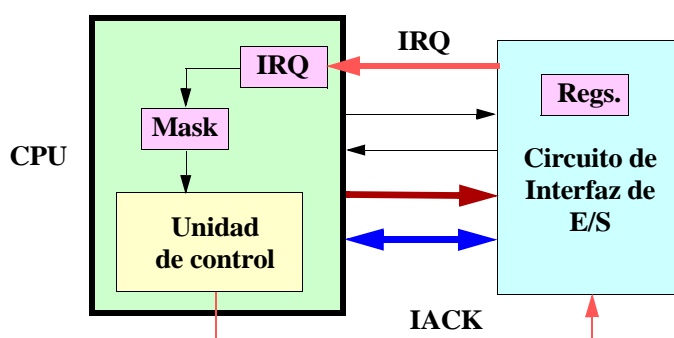 IRQ
IRQ
Regs.
Mask
CPU
Circuito de
Interfaz de
E/S
Unidad
de control
IACK